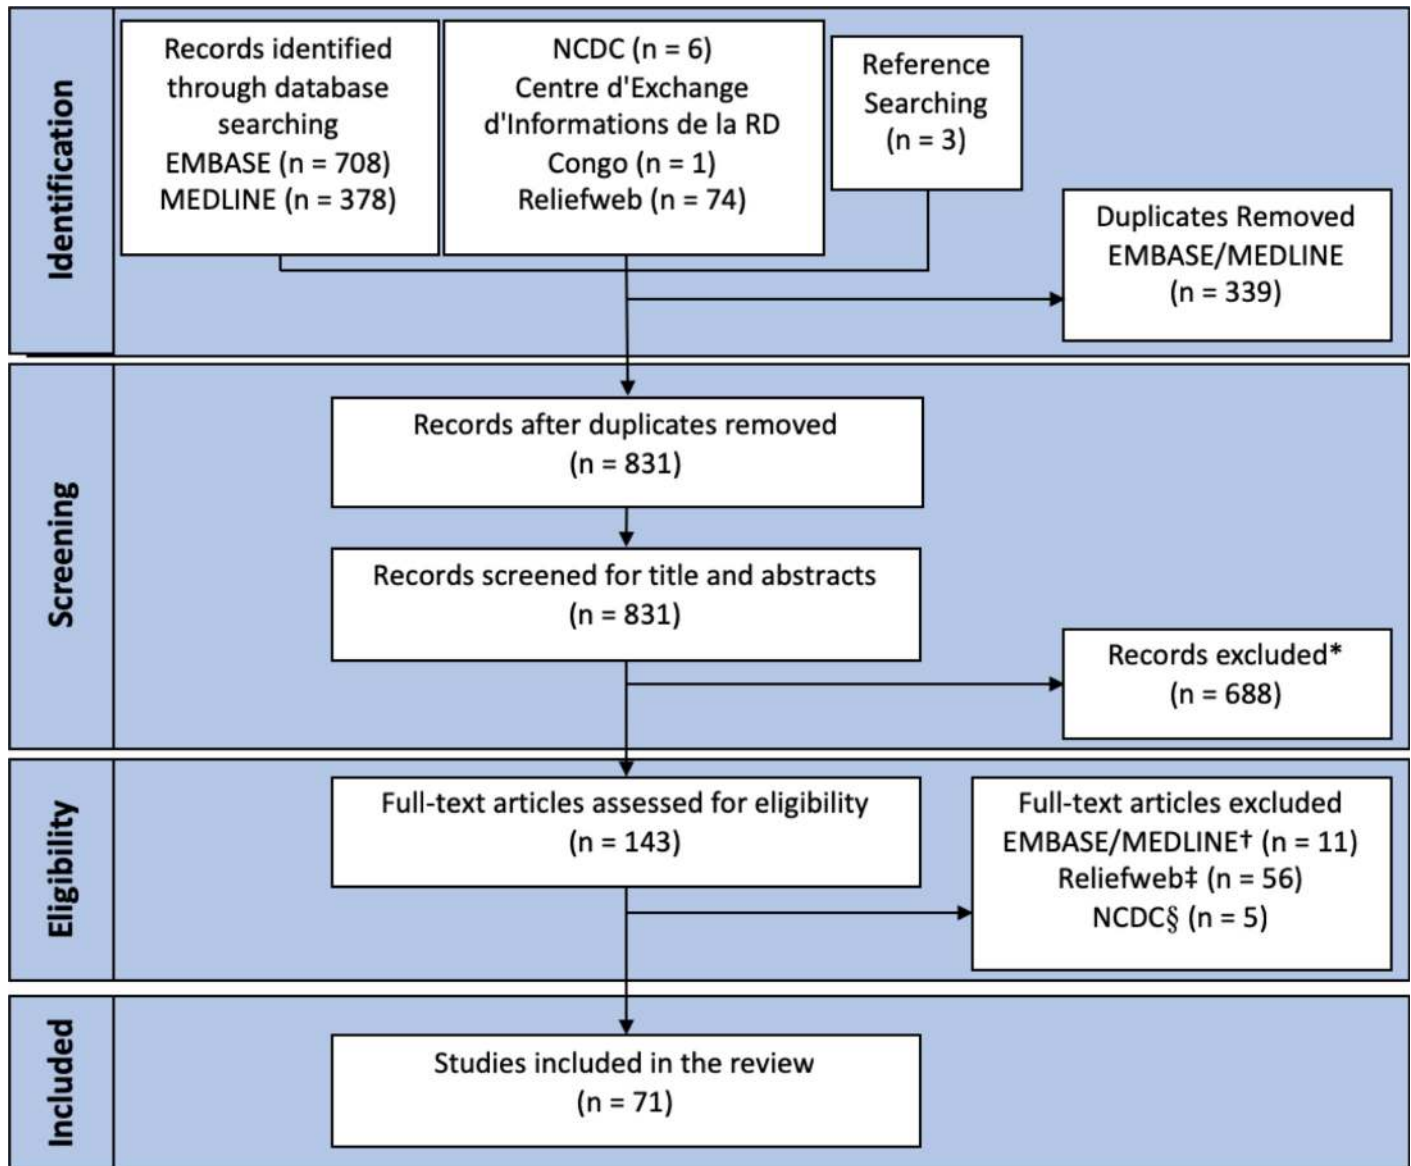 Identification
Records identified
through database
searching
EMBASE (n = 708)
MEDLINE (n = 378)
NCDC (n = 6)
Centre d'Exchange
d'Informations de la RD
Congo (n = 1)
Reliefweb (n = 74)
Reference
Searching
(n = 3)
Duplicates Removed
EMBASE/MEDLINE
(n = 339)
Screening
Records after duplicates removed
(n = 831)
Records screened for title and abstracts
(n = 831)
Records excluded*
(n = 688)
Eligibility
Full-text articles assessed for eligibility
(n = 143)
Full-text articles excluded
EMBASE/MEDLINE† (n = 11)
Reliefweb‡ (n = 56)
NCDC§ (n = 5)
Included
Studies included in the review
(n = 71)